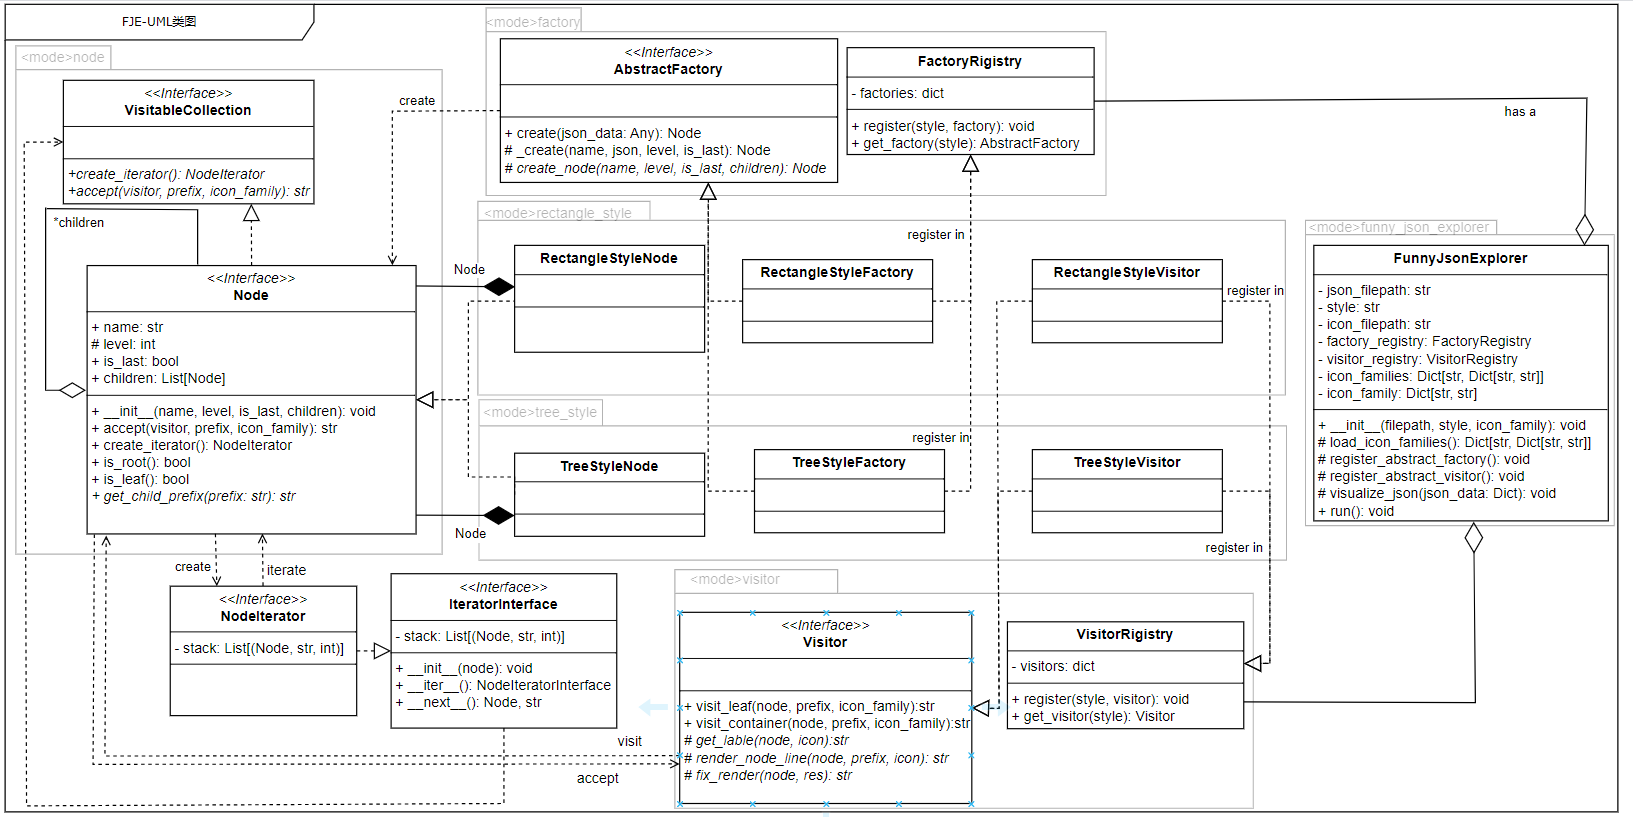 FJE-UML类图
<mode>node
<<Interface>>
VisitableCollection
+create_iterator(): NodeIterator
+accept(visitor, prefix, icon_family): str
*children
<<Interface>>
Node
+ name: str
# level: int
+ is_last: bool
+ children: List[Node]
+ __init__(name, level, is_last, children): void
+ accept(visitor, prefix, icon_family): str
+ create_iterator(): NodeIterator
+ is_root(): bool
+ is_leaf(): bool
+ get_child_prefix(prefix: str): str
create
iterate
<<Interface>>
NodeIterator
- stack: List[(Node, str, int)]
<<Interface>>
IteratorInterface
- stack: List[(Node, str, int)]
+ __init__(node): void
+ __iter__(): NodeIteratorInterface
+ __next__(): Node, str
visit
accept
<mode>factory
<<Interface>>
AbstractFactory
+ create(json_data: Any): Node
# _create(name, json, level, is_last): Node
# create_node(name, level, is_last, children): Node
create
FactoryRigistry
- factories: dict
+ register(style, factory): void
+ get_factory(style): AbstractFactory
has a
<mode>rectangle_style
register in
Node
RectangleStyleNode
RectangleStyleFactory
RectangleStyleVisitor
register in
<mode>tree_style
register in
TreeStyleNode
TreeStyleFactory
TreeStyleVisitor
Node
register in
<mode>visitor
<<Interface>>
Visitor
+ visit_leaf(node, prefix, icon_family):str
+ visit_container(node, prefix, icon_family):str
# get_lable(node, icon):str
# render_node_line(node, prefix, icon): str
# fix_render(node, res): str
VisitorRigistry
- visitors: dict
+ register(style, visitor): void
+ get_visitor(style): Visitor
<mode>funny_json_explorer
FunnyJsonExplorer
- json_filepath: str
- style: str
- icon_filepath: str
- factory_registry: FactoryRegistry
- visitor_registry: VisitorRegistry
- icon_families: Dict[str, Dict[str, str]]
- icon_family: Dict[str, str]
+ __init__(filepath, style, icon_family): void
# load_icon_families(): Dict[str, Dict[str, str]]
# register_abstract_factory(): void
# register_abstract_visitor(): void
# visualize_json(json_data: Dict): void
+ run(): void